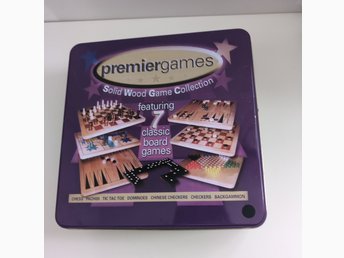 premiergames
Solid Wood Game Collection
featuring
7
classic
board
games
CHESS PACHISI TIC TAC TOE DOMINOES CHINESE CHECKERS CHECKERS BACKGAMMON